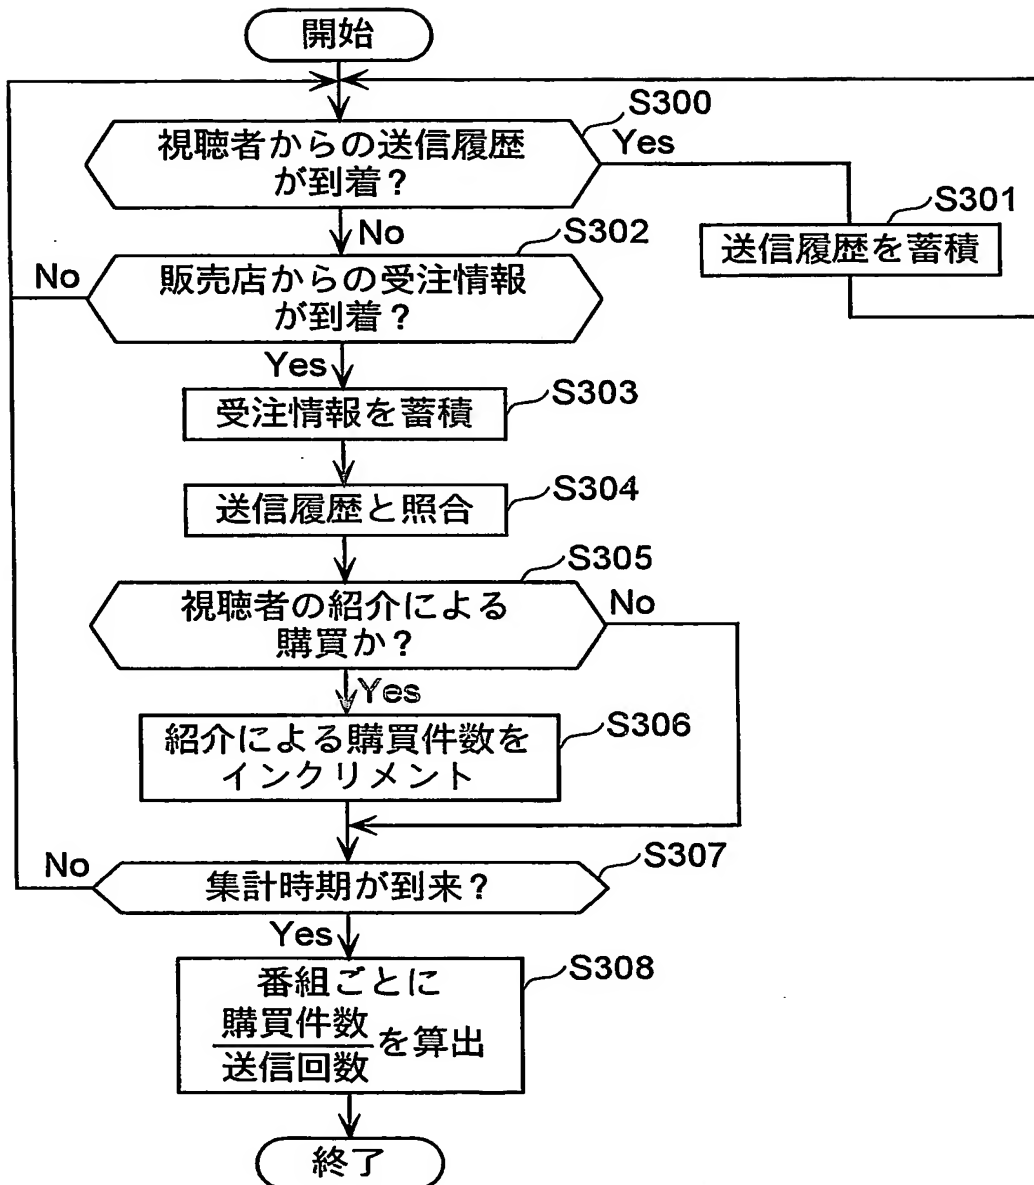 開始
S300
視聴者からの送信履歴
が到着？
Yes
S301
送信履歴を蓄積
No
S302
No
販売店からの受注情報
が到着？
Yes
S303
受注情報を蓄積
S304
送信履歴と照合
S305
視聴者の紹介による
購買か？
No
Yes
S306
紹介による購買件数を
インクリメント
No
S307
集計時期が到来？
Yes
S308
番組ごとに
購買件数
送信回数
を算出
終了